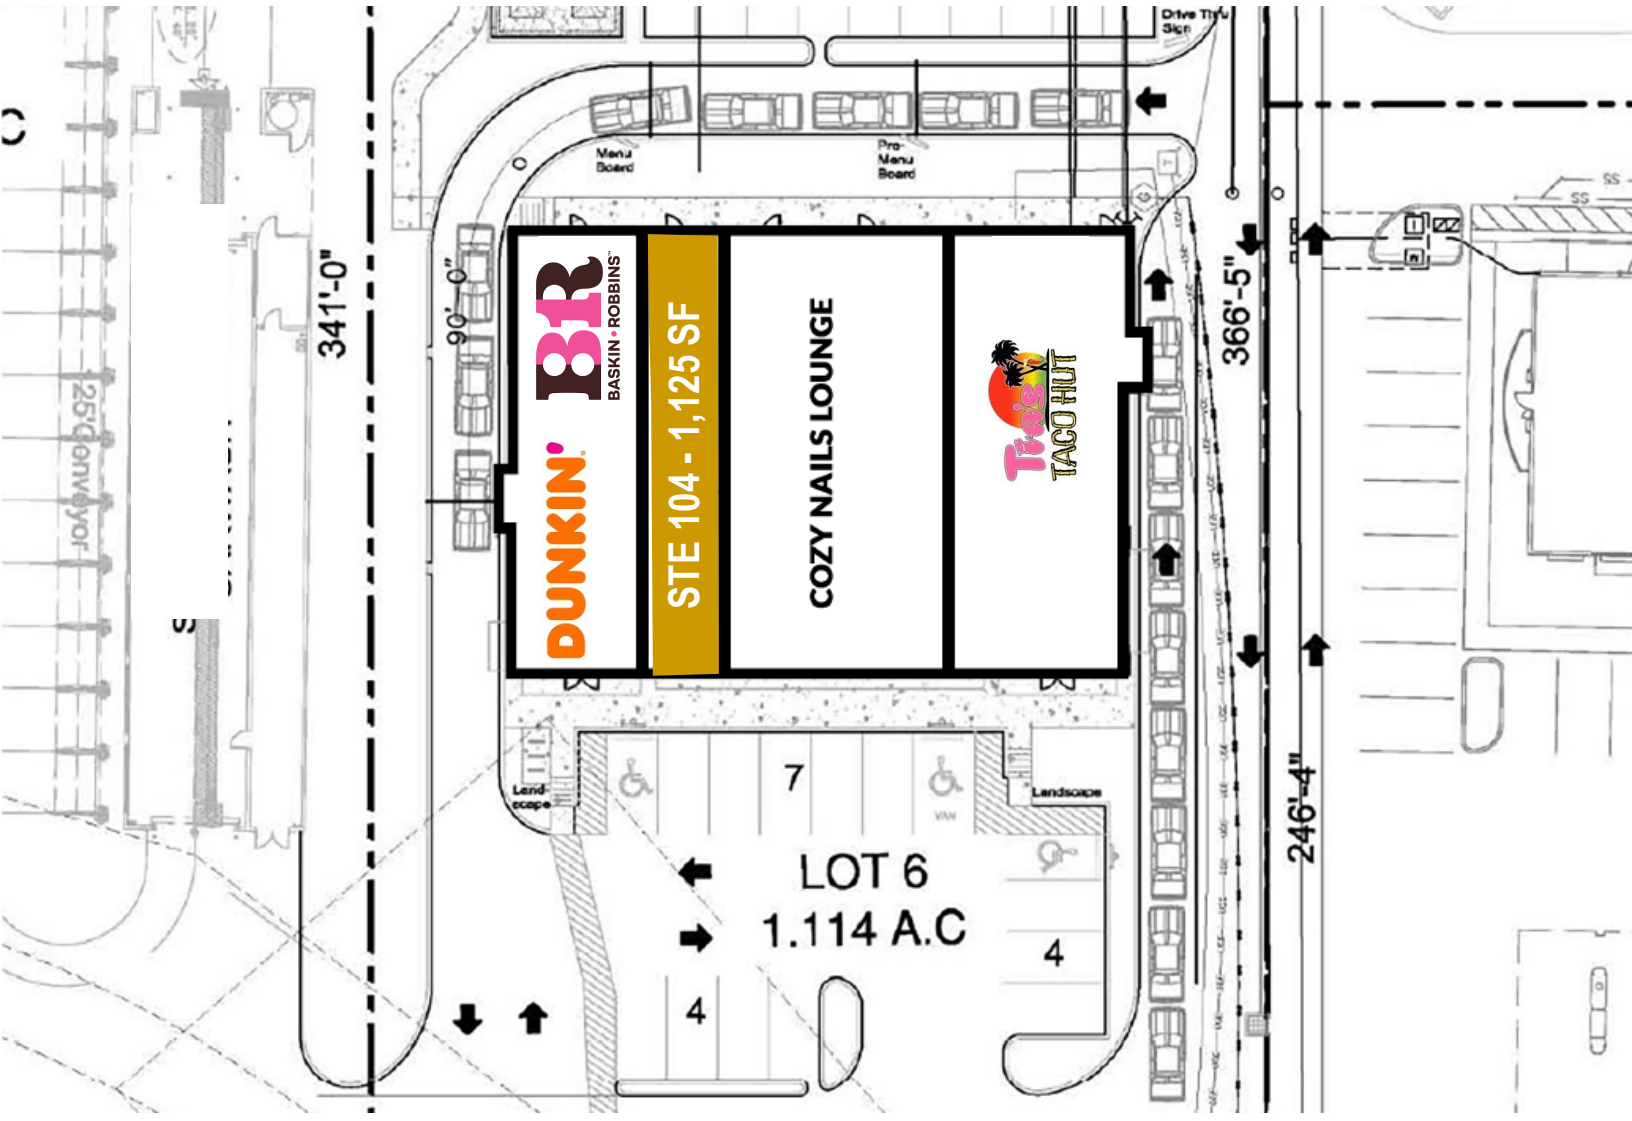 Drive Thru
Sign
C
Menu
Board
Pre-
Menu
Board
T
G
SS
SS
341'-0"
90'-0"
366'-5"
BR
BASKIN•ROBBINS™
DUNKIN'
STE 104 - 1,125 SF
COZY NAILS LOUNGE
Tia's
TACO HUT
25'Conveyor
S
Land-
scape
7
VAN
Landscape
246'-4"
LOT 6
1.114 A.C
4
4